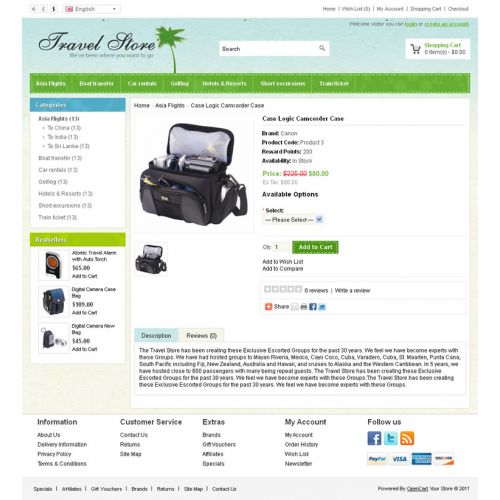 € £ $ English
Home | Wish List (0) | My Account | Shopping Cart | Checkout
Welcome visitor you can login or create an account.
Travel Store
We've been where you want to go
Search
Shopping Cart
0 item(s) - $0.00
Asia Flights Boat transfer Car rentals Golfing Hotels & Resorts Short excursions Train ticket
Categories
Asia Flights (13)
To China (13)
To India (13)
To Sri Lanka (13)
Boat transfer (13)
Car rentals (13)
Golfing (13)
Hotels & Resorts (13)
Short excursions (13)
Train ticket (13)
Bestsellers
Atomic Travel Alarm with Auto Torch
$65.00
Add to Cart
Digital Camera Case Bag
$109.00
Add to Cart
Digital Camera New Bag
$45.00
Add to Cart
Home » Asia Flights » Case Logic Camcorder Case
Case Logic Camcorder Case
Brand: Canon
Product Code: Product 3
Reward Points: 200
Availability: In Stock
Price: $80.00
Ex Tax: $80.00
Available Options
* Select:
--- Please Select ---
Qty: 1 Add to Cart
Add to Wish List
Add to Compare
0 reviews | Write a review
Share
Description Reviews (0)
The Travel Store has been creating these Exclusive Escorted Groups for the past 30 years. We feel we have become experts with
these Groups. We have had hosted groups to Mayan Riveria, Mexico, Cayo Coco, Cuba, Varadero, Cuba, St. Maarten, Punta Cana,
South Pacific including Fiji, New Zealand, Australia and Hawaii, and cruises to Alaska and the Western Caribbean. In 5 years, we
have hosted close to 800 passengers with many being repeat guests. The Travel Store has been creating these Exclusive
Escorted Groups for the past 30 years. We feel we have become experts with these Groups.The Travel Store has been creating
these Exclusive Escorted Groups for the past 30 years. We feel we have become experts with these Groups.
Information
About Us
Delivery Information
Privacy Policy
Terms & Conditions
Customer Service
Contact Us
Returns
Site Map
Extras
Brands
Gift Vouchers
Affiliates
Specials
My Account
My Account
Order History
Wish List
Newsletter
Follow us
PayPal VISA DISCOVER
Specials | Affiliates | Gift Vouchers | Brands | Returns | Site Map | Contact Us
Powered By OpenCart Your Store © 2011